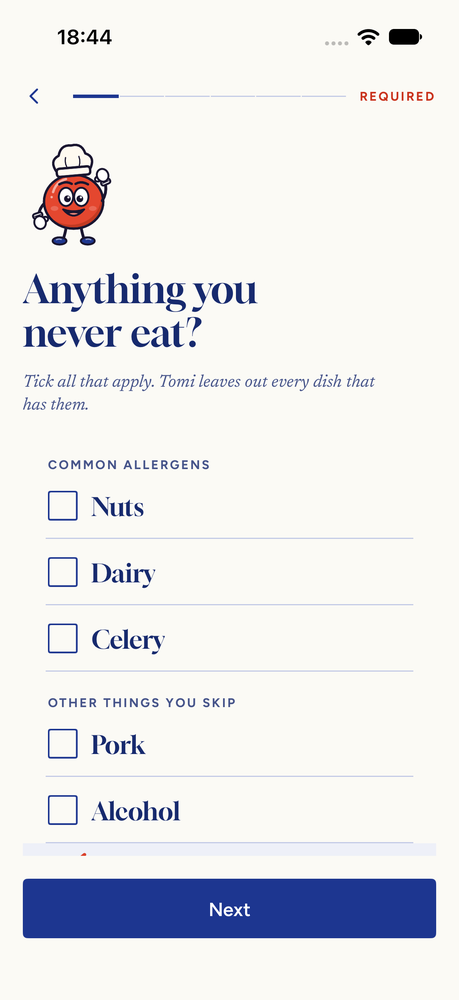 18:44
REQUIRED
Anything you
never eat?
Tick all that apply. Tomi leaves out every dish that
has them.
COMMON ALLERGENS
Nuts
Dairy
Celery
OTHER THINGS YOU SKIP
Pork
Alcohol
Next